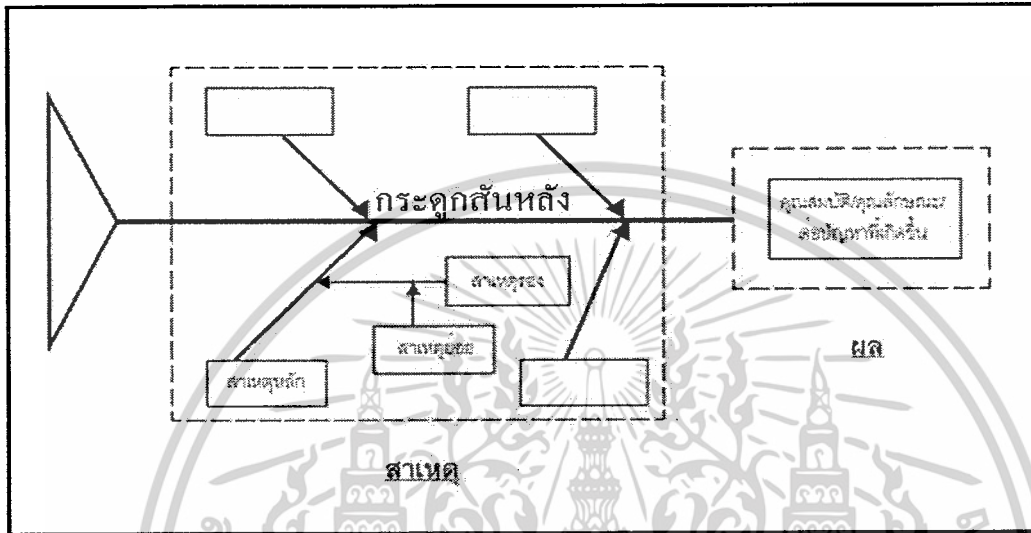 กระดูกสันหลัง
คุณสมบัติ/คุณลักษณะ
ต่อปัญหาที่เกิดขึ้น
สาเหตุรอง
สาเหตุย่อย
สาเหตุหลัก
ผล
สาเหตุ